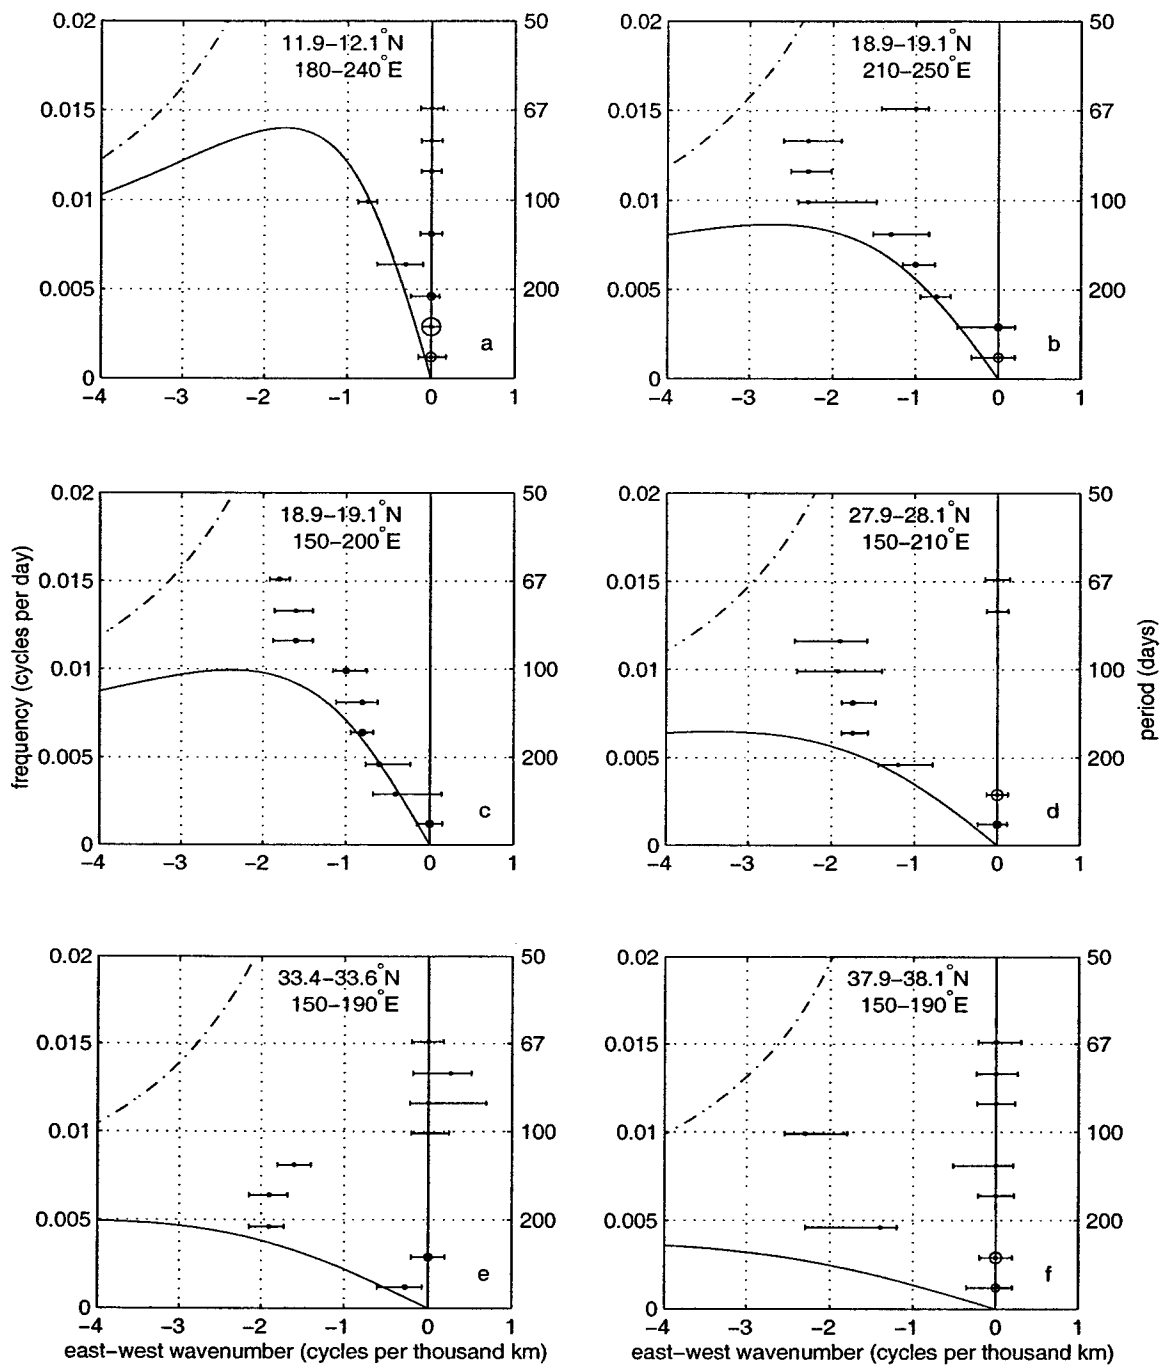 0.02
0.015
0.01
0.005
0
−4 −3 −2 −1 0 1
50
67
100
200
11.9−12.1°N
180−240°E
a
0.02
0.015
0.01
0.005
0
−4 −3 −2 −1 0 1
50
67
100
200
18.9−19.1°N
210−250°E
b
0.02
0.015
0.01
0.005
0
−4 −3 −2 −1 0 1
50
67
100
200
18.9−19.1°N
150−200°E
c
frequency (cycles per day)
0.02
0.015
0.01
0.005
0
−4 −3 −2 −1 0 1
50
67
100
200
27.9−28.1°N
150−210°E
d
period (days)
0.02
0.015
0.01
0.005
0
−4 −3 −2 −1 0 1
50
67
100
200
33.4−33.6°N
150−190°E
e
east−west wavenumber (cycles per thousand km)
0.02
0.015
0.01
0.005
0
−4 −3 −2 −1 0 1
50
67
100
200
37.9−38.1°N
150−190°E
f
east−west wavenumber (cycles per thousand km)